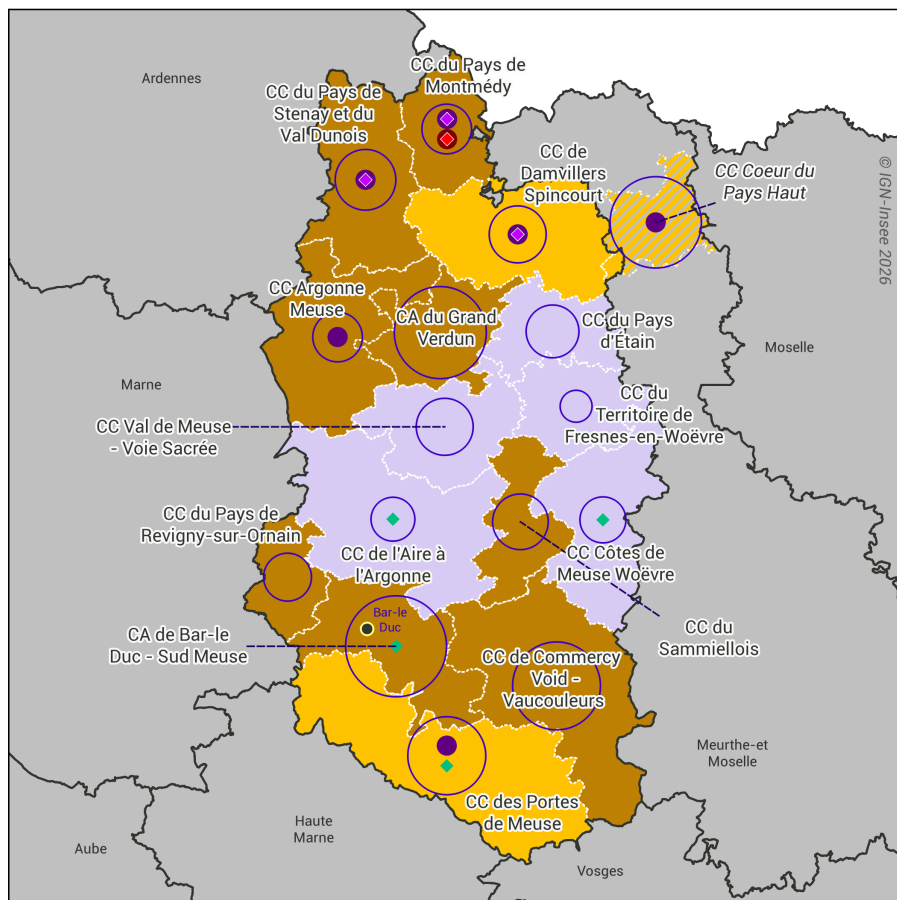 Ardennes
CC du Pays de
Montmédy
CC du Pays de
Stenay et du
Val Dunois
CC de
Damvillers
Spincourt
CC Coeur du
Pays Haut
© IGN-Insee 2026
CC Argonne
Meuse
CA du Grand
Verdun
CC du Pays
d'Étain
Moselle
Marne
CC du
Territoire de
Fresnes-en-Woëvre
CC Val de Meuse
- Voie Sacrée
CC du Pays de
Revigny-sur-Ornain
CC de l'Aire à
l'Argonne
CC Côtes de
Meuse Woëvre
Bar-le
Duc
CA de Bar-le
Duc - Sud Meuse
CC du
Sammiellois
CC de Commercy
Void -
Vaucouleurs
Meurthe-et
Moselle
CC des Portes
de Meuse
Haute
Marne
Aube
Vosges